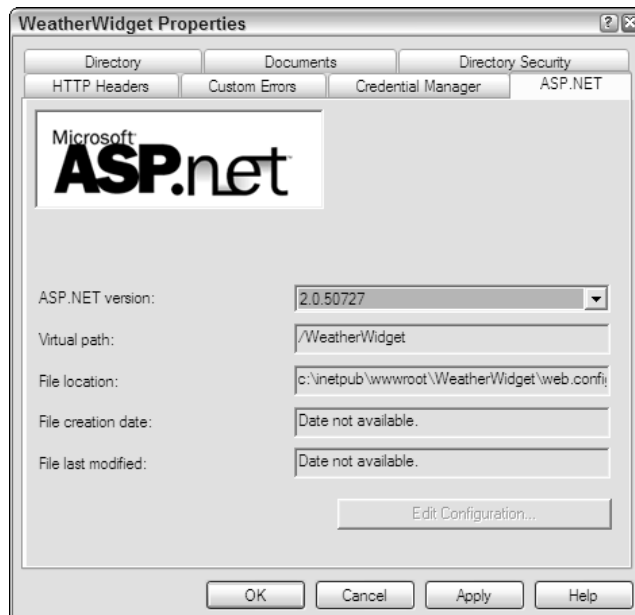 WeatherWidget Properties
Directory
Documents
Directory Security
HTTP Headers
Custom Errors
Credential Manager
ASP.NET
Microsoft
ASP.net
ASP.NET version:
2.0.50727
Virtual path:
/WeatherWidget
File location:
c:\inetpub\wwwroot\WeatherWidget\web.config
File creation date:
Date not available.
File last modified:
Date not available.
Edit Configuration...
OK
Cancel
Apply
Help